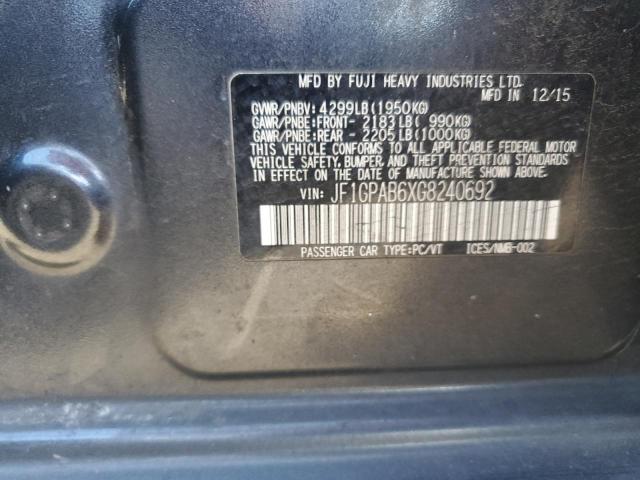 MFD BY FUJI HEAVY INDUSTRIES LTD.
MFD IN 12/15
GVWR/PNBV: 4299LB(1950KG)
GAWR/PNBE:FRONT- 2183LB( 990KG)
GAWR/PNBE:REAR - 2205LB(1000KG)
THIS VEHICLE CONFORMS TO ALL APPLICABLE FEDERAL MOTOR
VEHICLE SAFETY, BUMPER, AND THEFT PREVENTION STANDARDS
IN EFFECT ON THE DATE OF MANUFACTURE SHOWN ABOVE.
VIN: JF1GPAB6XG8240692
PASSENGER CAR TYPE:PC/VT ICES/NMB-002